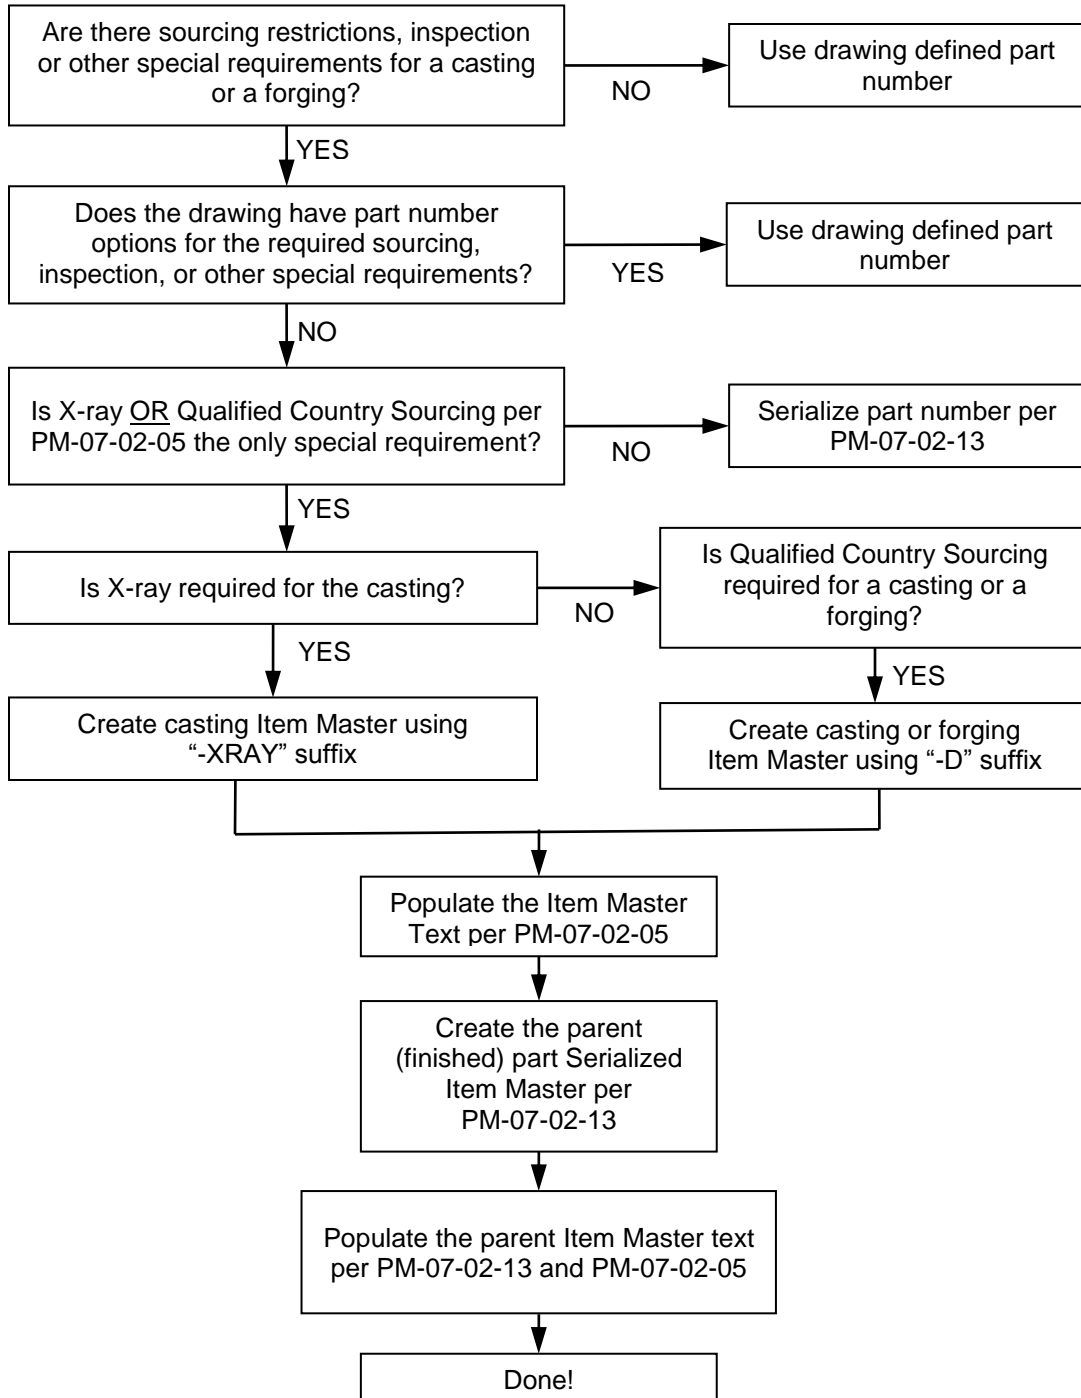 Are there sourcing restrictions, inspection
or other special requirements for a casting
or a forging?
NO
Use drawing defined part
number
YES
Does the drawing have part number
options for the required sourcing,
inspection, or other special requirements?
YES
Use drawing defined part
number
NO
Is X-ray OR Qualified Country Sourcing per
PM-07-02-05 the only special requirement?
NO
Serialize part number per
PM-07-02-13
YES
Is X-ray required for the casting?
NO
Is Qualified Country Sourcing
required for a casting or a
forging?
YES
YES
Create casting Item Master using
“-XRAY” suffix
Create casting or forging
Item Master using “-D” suffix
Populate the Item Master
Text per PM-07-02-05
Create the parent
(finished) part Serialized
Item Master per
PM-07-02-13
Populate the parent Item Master text
per PM-07-02-13 and PM-07-02-05
Done!